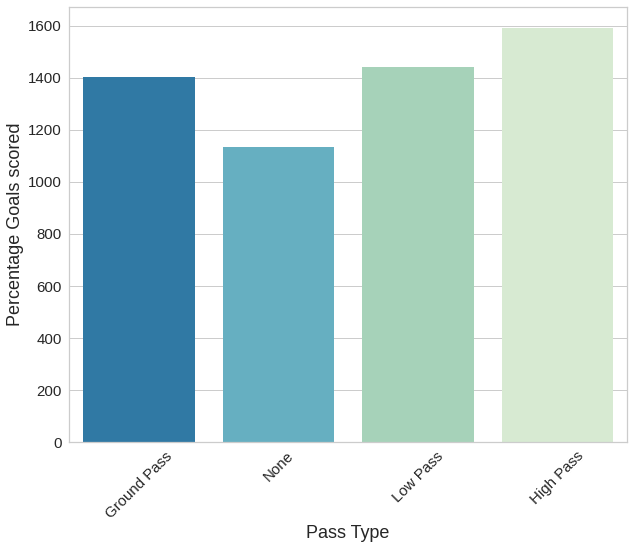 1600
1400
1200
1000
800
600
400
200
0
Percentage Goals scored
Ground Pass
None
Low Pass
High Pass
Pass Type